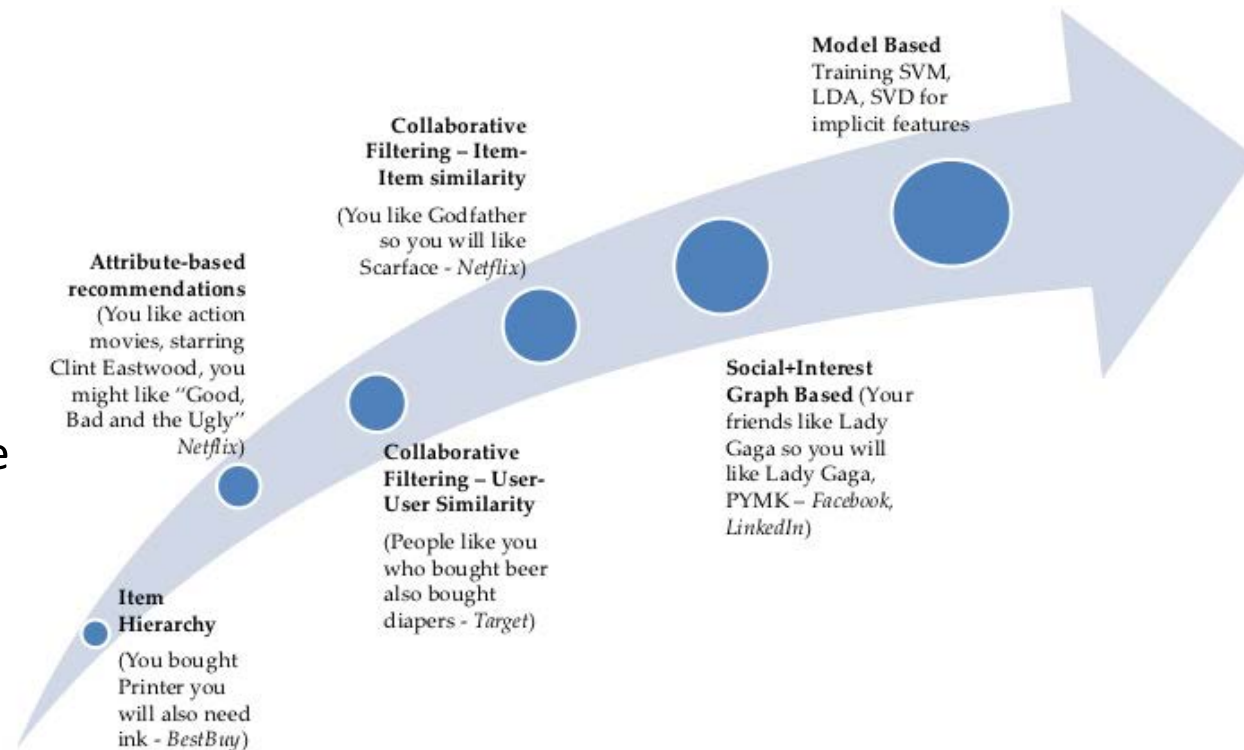 Item
Hierarchy
(You bought
Printer you
will also need
ink - BestBuy)
Attribute-based
recommendations
(You like action
movies, starring
Clint Eastwood, you
might like “Good,
Bad and the Ugly”
Netflix)
Collaborative
Filtering – User-
User Similarity
(People like you
who bought beer
also bought
diapers - Target)
Collaborative
Filtering – Item-
Item similarity
(You like Godfather
so you will like
Scarface - Netflix)
Social+Interest
Graph Based (Your
friends like Lady
Gaga so you will
like Lady Gaga,
PYMK – Facebook,
LinkedIn)
Model Based
Training SVM,
LDA, SVD for
implicit features
e